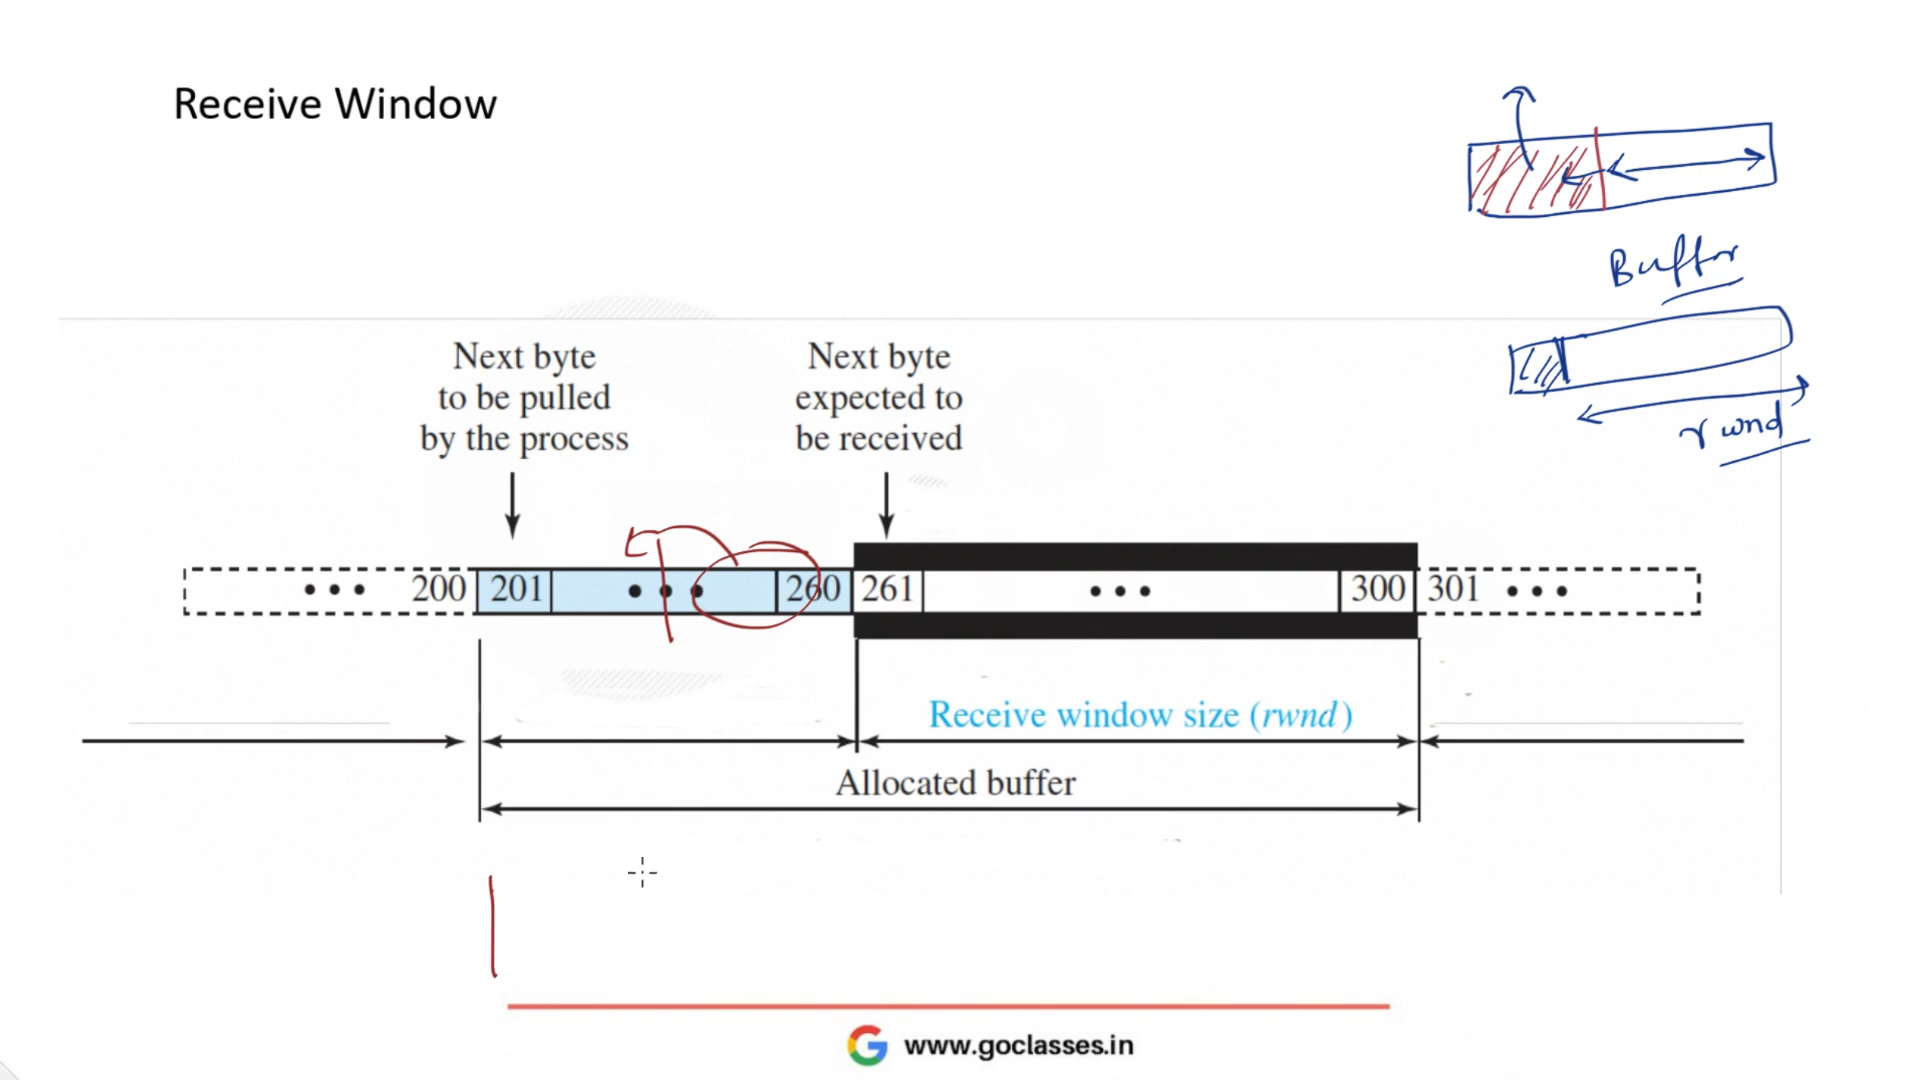 Receive Window
Buffer
rwnd
Next byte
to be pulled
by the process
Next byte
expected to
be received
••• 200 201 ••• 260 261 ••• 300 301 •••
Receive window size (rwnd)
Allocated buffer
www.goclasses.in